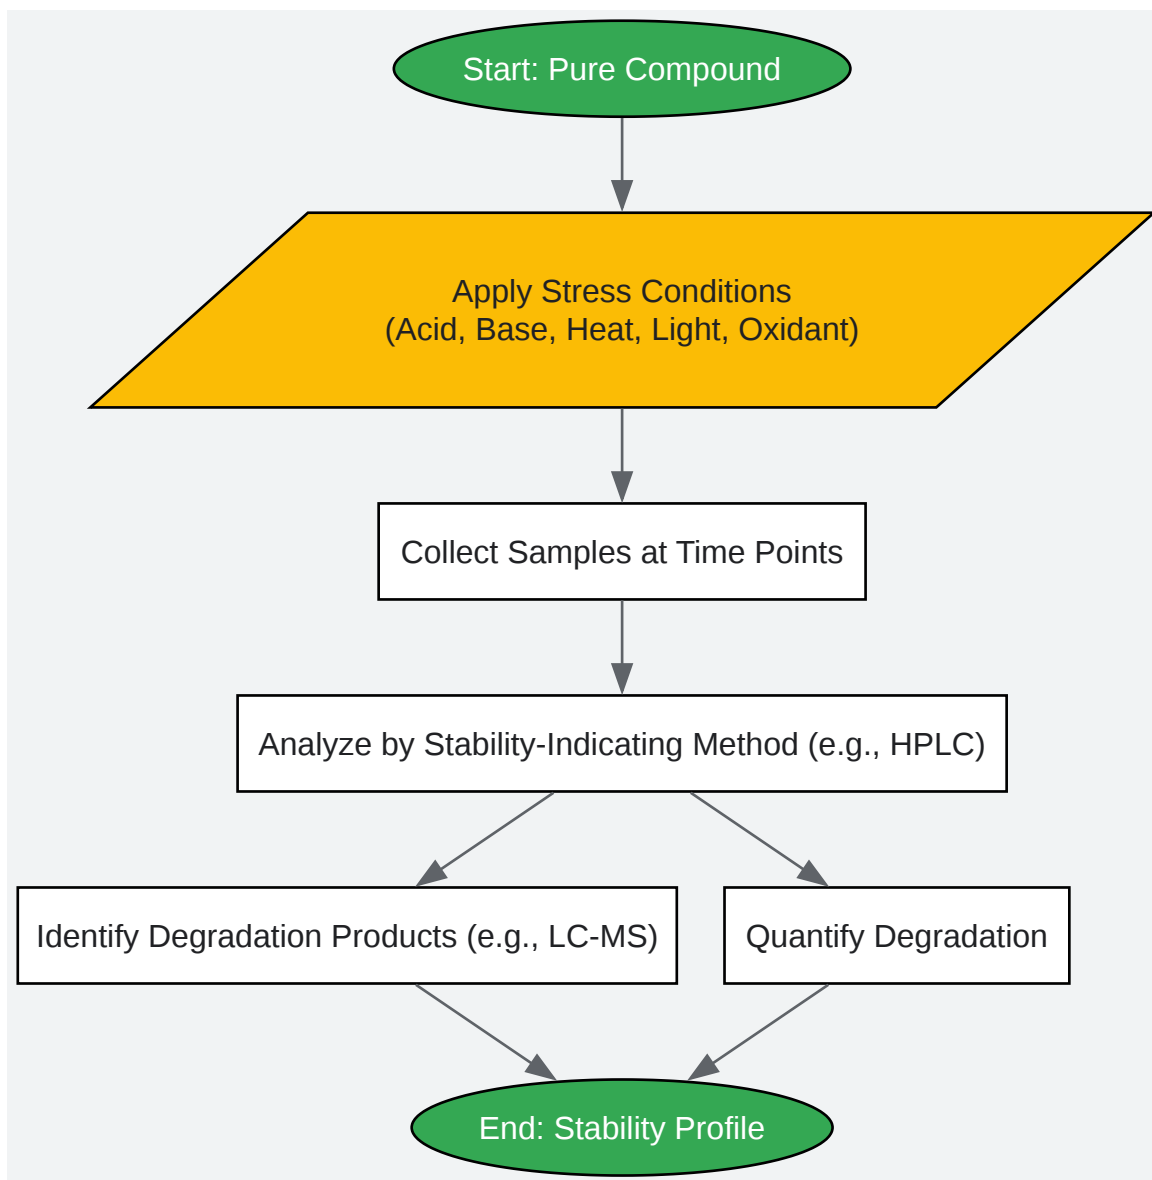 Start: Pure Compound
Apply Stress Conditions
(Acid, Base, Heat, Light, Oxidant)
Collect Samples at Time Points
Analyze by Stability-Indicating Method (e.g., HPLC)
Identify Degradation Products (e.g., LC-MS)
Quantify Degradation
End: Stability Profile